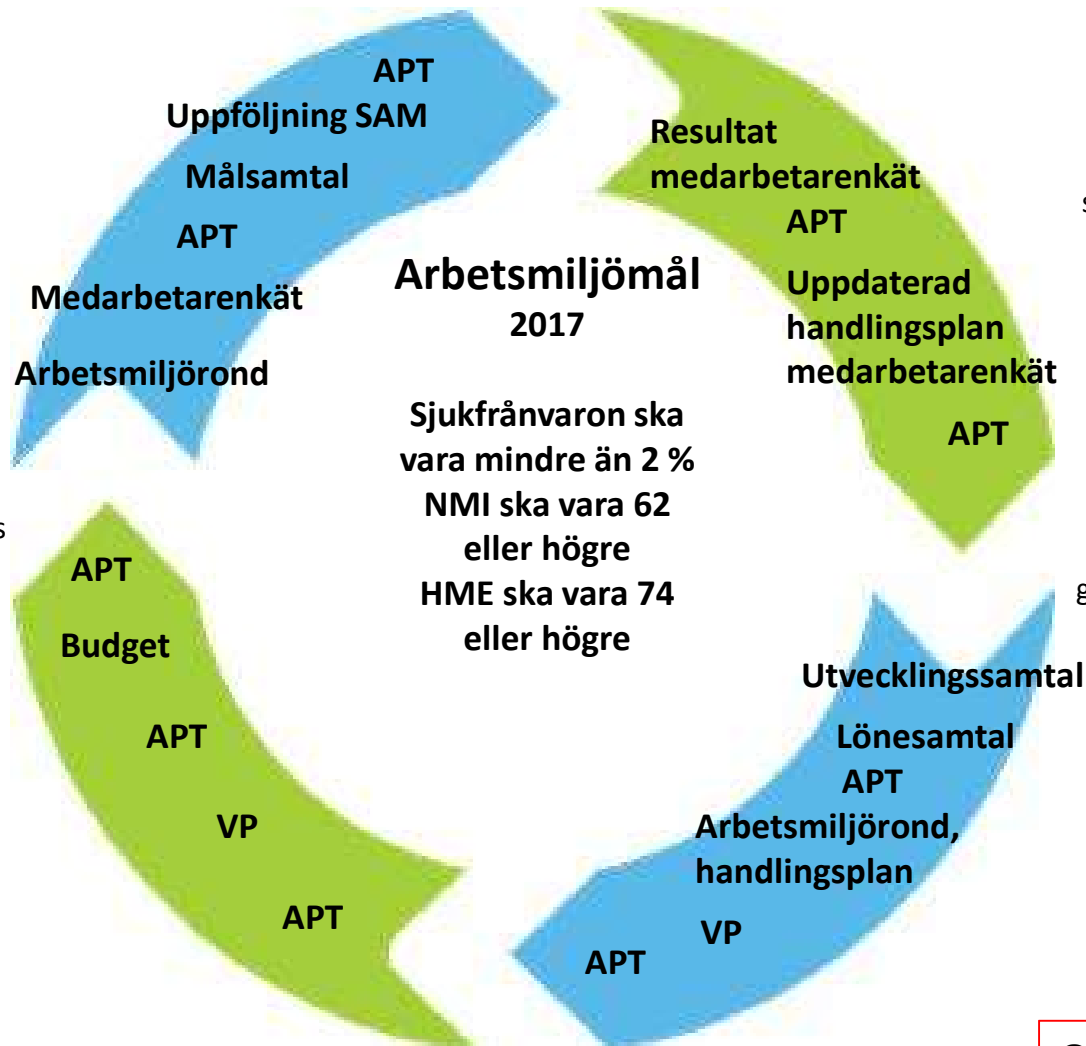 APT
Uppföljning SAM
Målsamtal
APT
Medarbetarenkät
Arbetsmiljörond
Resultat
medarbetarenkät
APT
Uppdaterad
handlingsplan
medarbetarenkät
APT
Arbetsmiljömål
2017
Sjukfrånvaron ska
vara mindre än 2 %
NMI ska vara 62
eller högre
HME ska vara 74
eller högre
Utvecklingssamtal
Lönesamtal
APT
Arbetsmiljörond,
handlingsplan
VP
APT
APT
Budget
APT
VP
APT